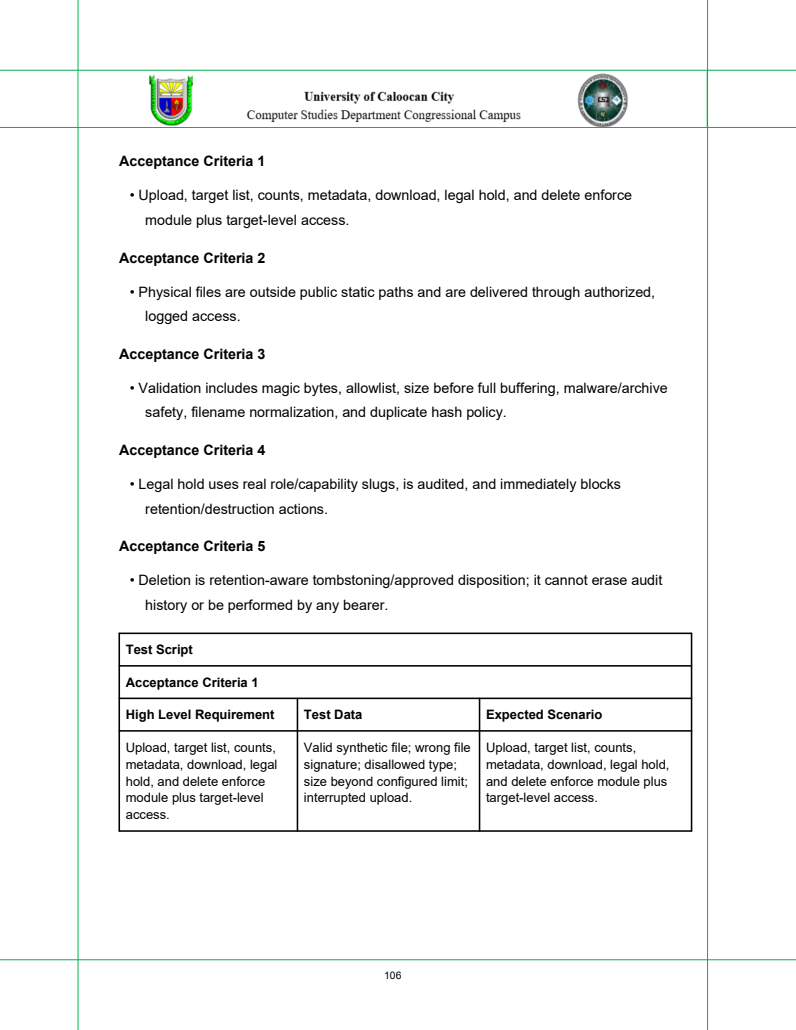 University of Caloocan City
Computer Studies Department Congressional Campus
Acceptance Criteria 1
• Upload, target list, counts, metadata, download, legal hold, and delete enforce
module plus target-level access.
Acceptance Criteria 2
• Physical files are outside public static paths and are delivered through authorized,
logged access.
Acceptance Criteria 3
• Validation includes magic bytes, allowlist, size before full buffering, malware/archive
safety, filename normalization, and duplicate hash policy.
Acceptance Criteria 4
• Legal hold uses real role/capability slugs, is audited, and immediately blocks
retention/destruction actions.
Acceptance Criteria 5
• Deletion is retention-aware tombstoning/approved disposition; it cannot erase audit
history or be performed by any bearer.
Test Script
Acceptance Criteria 1
High Level Requirement
Test Data
Expected Scenario
Upload, target list, counts,
metadata, download, legal
hold, and delete enforce
module plus target-level
access.
Valid synthetic file; wrong file
signature; disallowed type;
size beyond configured limit;
interrupted upload.
Upload, target list, counts,
metadata, download, legal hold,
and delete enforce module plus
target-level access.
106